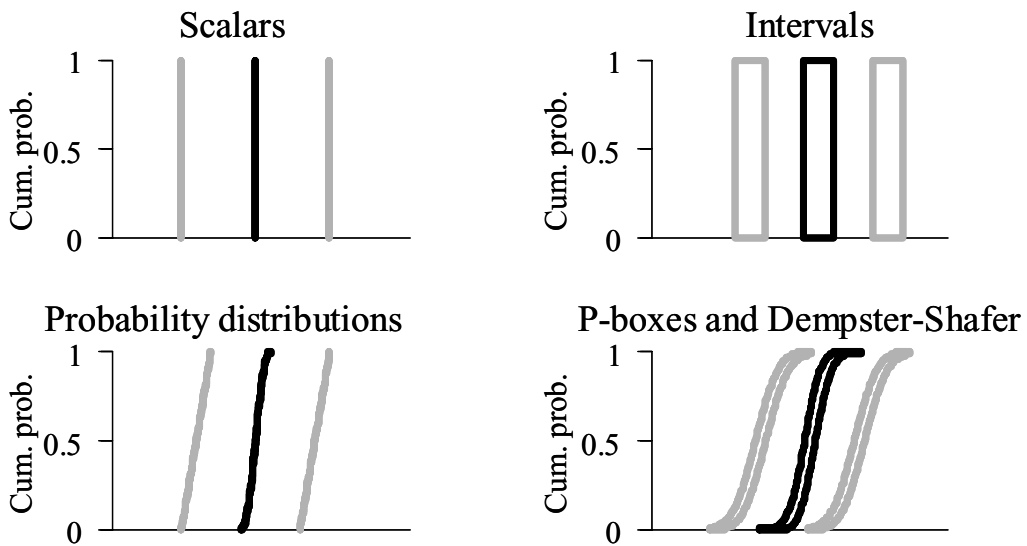 Scalars
Cum. prob.
1
0.5
0
Intervals
Cum. prob.
1
0.5
0
Probability distributions
Cum. prob.
1
0.5
0
P-boxes and Dempster-Shafer
Cum. prob.
1
0.5
0